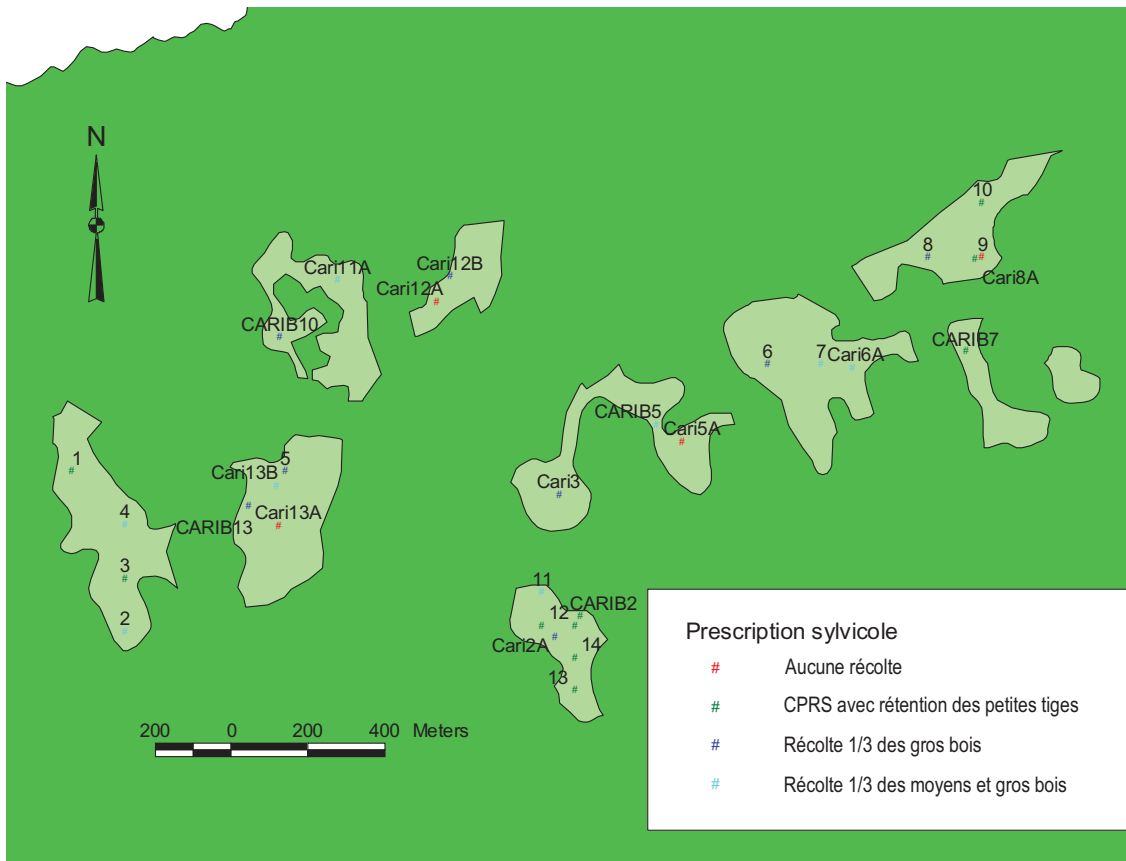 N
10
8
9
Cari8A
Cari11A
Cari12B
Cari12A
CARIB10
CARIB7
6
7
Cari6A
CARIB5
Cari5A
Cari3
1
5
Cari13B
4
CARIB13
Cari13A
3
2
11
12
CARIB2
Cari2A
14
13
200 0 200 400 Meters
Prescription sylvicole
# Aucune récolte
# CPRS avec rétention des petites tiges
# Récolte 1/3 des gros bois
# Récolte 1/3 des moyens et gros bois